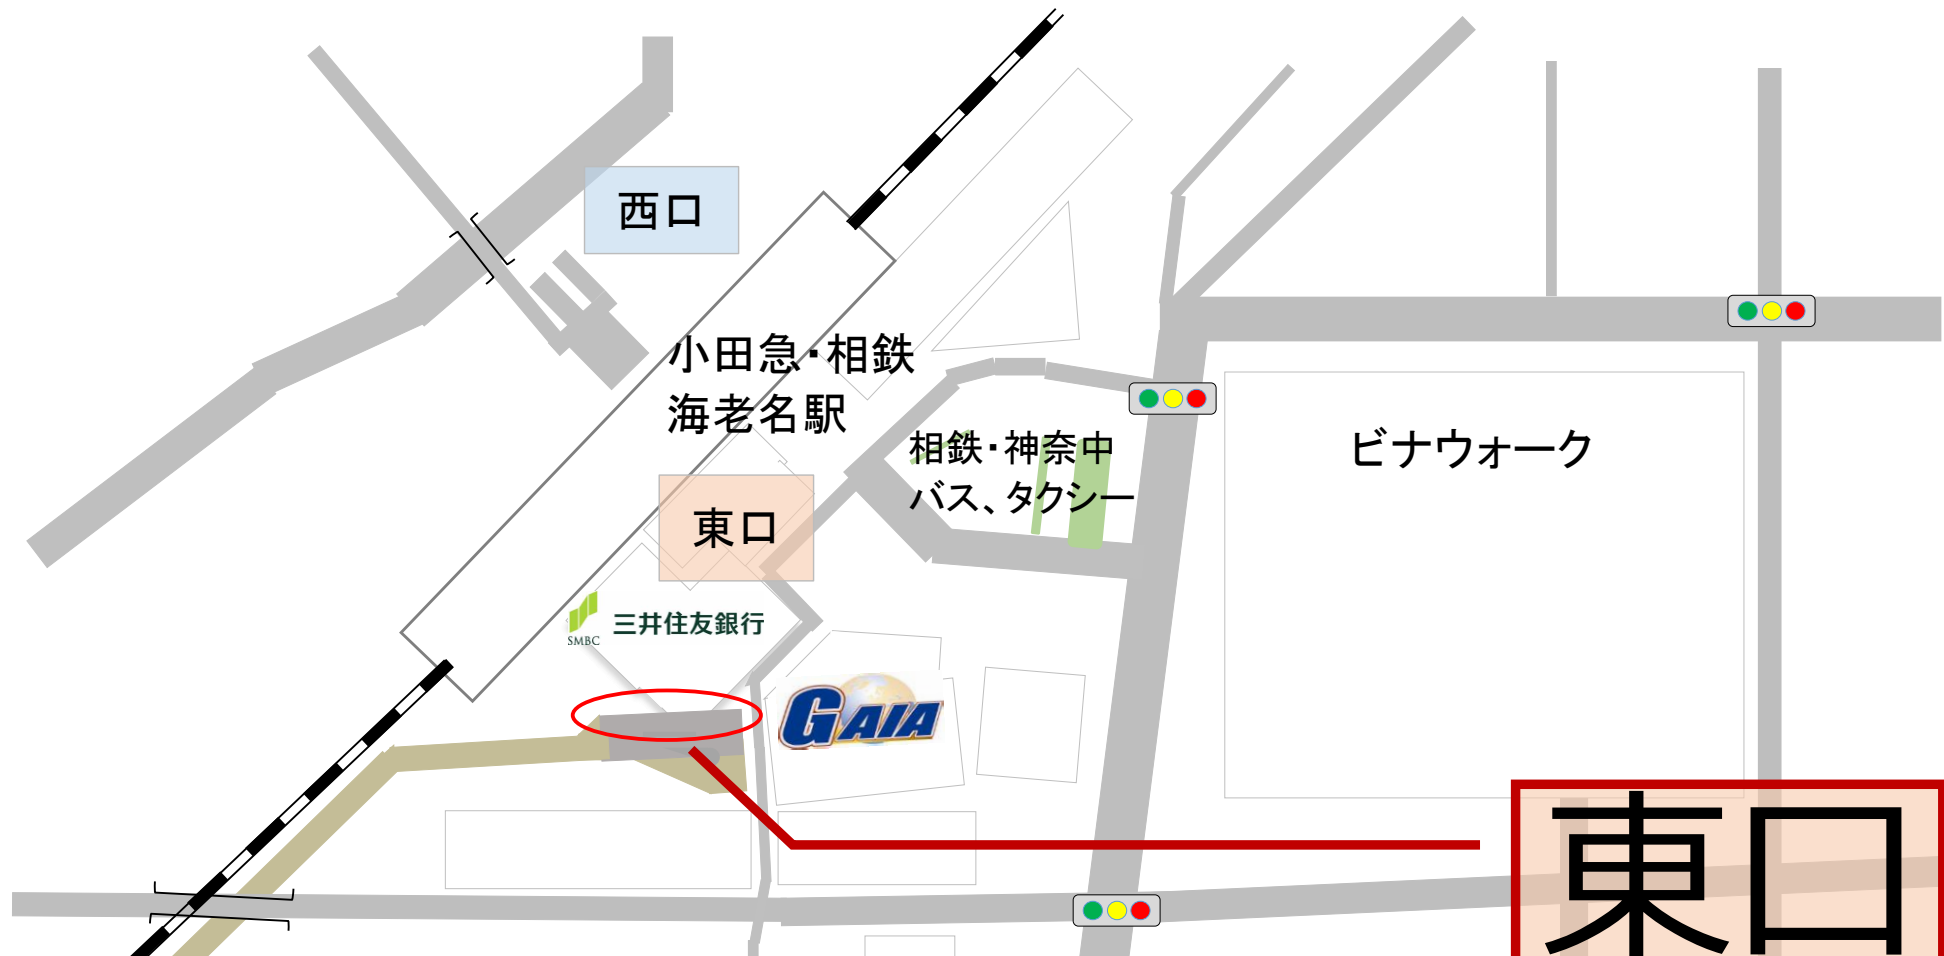 西口
小田急・相鉄
海老名駅
相鉄・神奈中
バス、タクシー
ビナウォーク
東口
SMBC 三井住友銀行
GAIA
東口